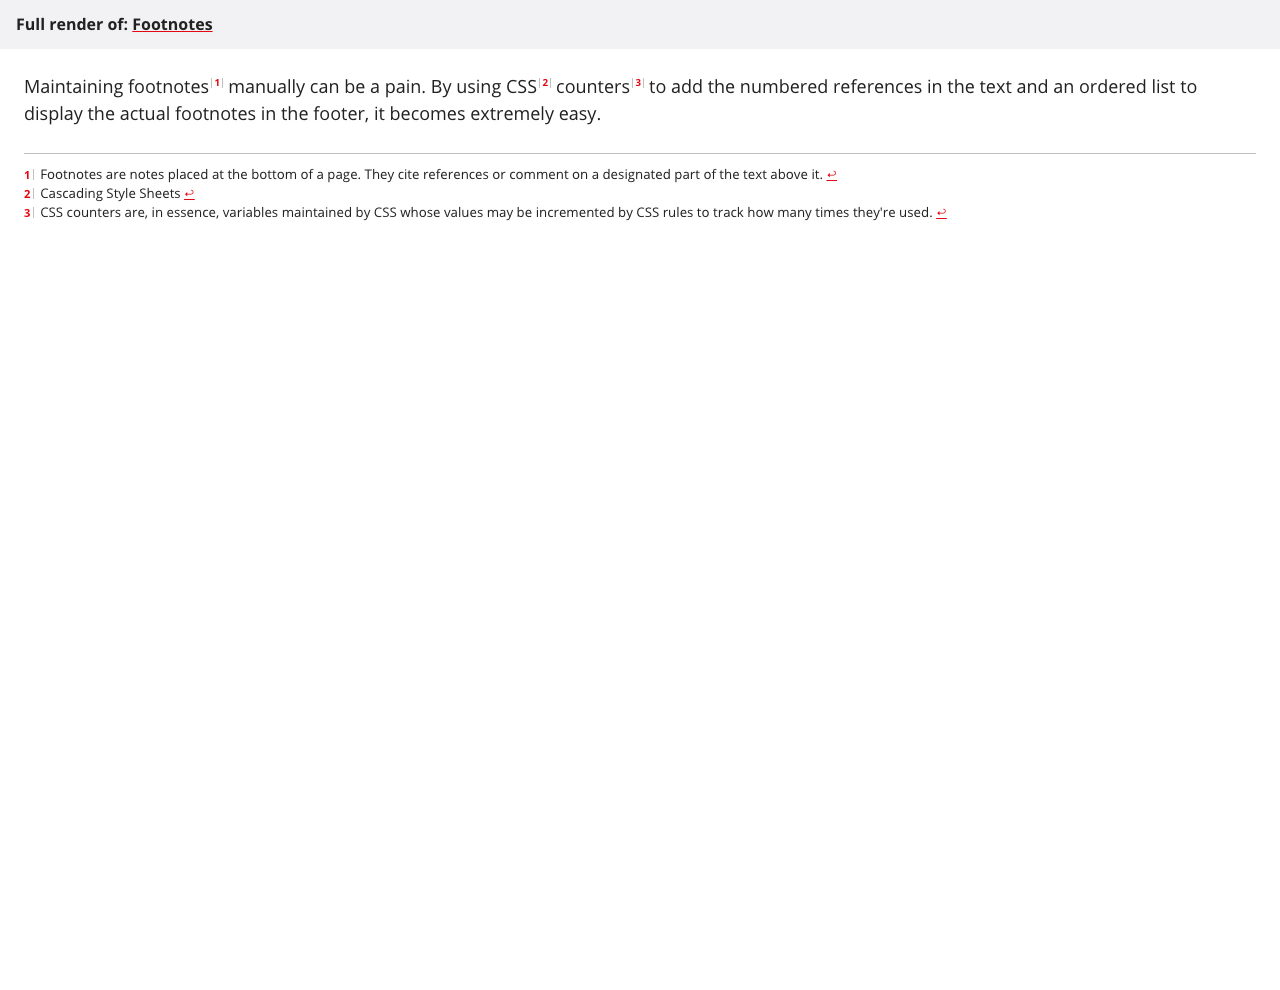 Full render of: Footnotes
Maintaining footnotes|1| manually can be a pain. By using CSS|2| counters|3| to add the numbered references in the text and an ordered list to
display the actual footnotes in the footer, it becomes extremely easy.
1| Footnotes are notes placed at the bottom of a page. They cite references or comment on a designated part of the text above it. ↩
2| Cascading Style Sheets ↩
3| CSS counters are, in essence, variables maintained by CSS whose values may be incremented by CSS rules to track how many times they're used. ↩